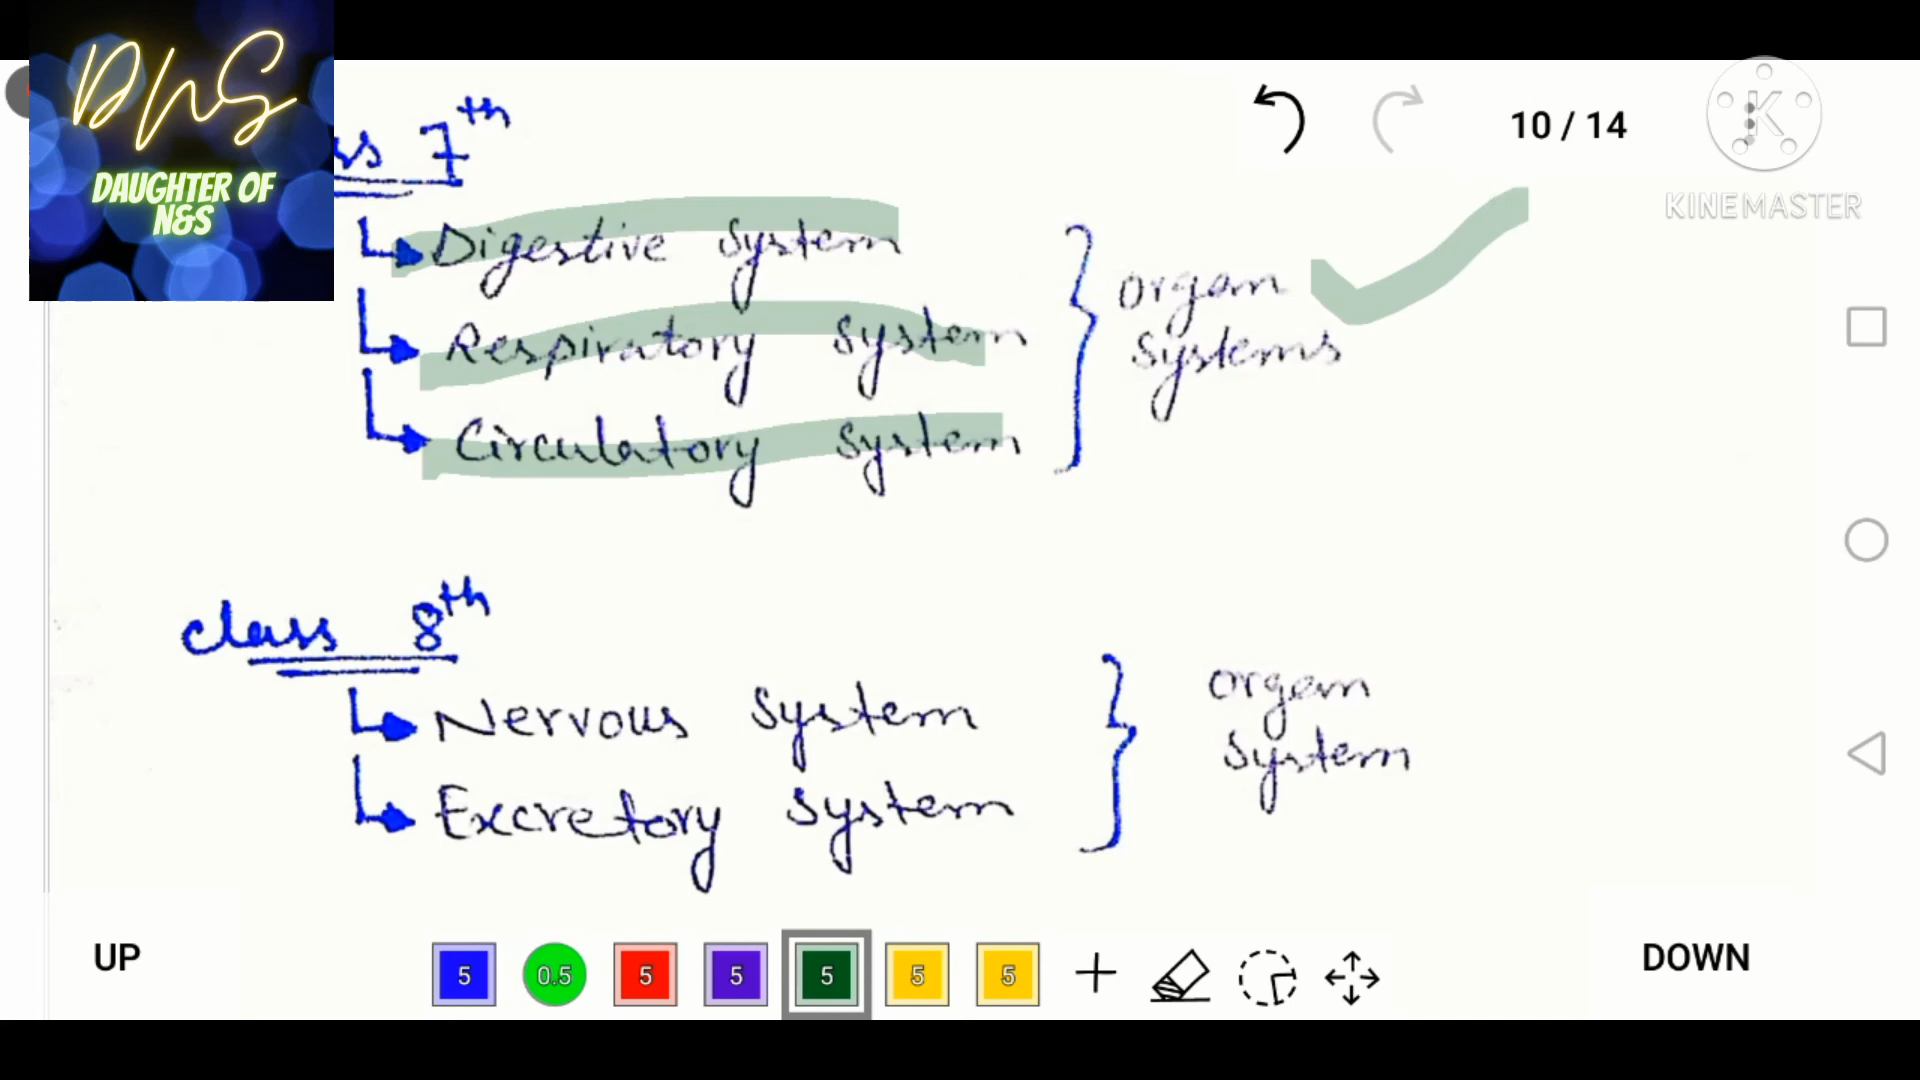 DNS
DAUGHTER OF
N&S
ss 7th
10 / 14
KINEMASTER
Digestive system
Respiratory system
Circulatory system
organ
systems
class 8th
Nervous system
Excretory system
organ
system
UP
5 0.5 5 5 5 5 5
DOWN